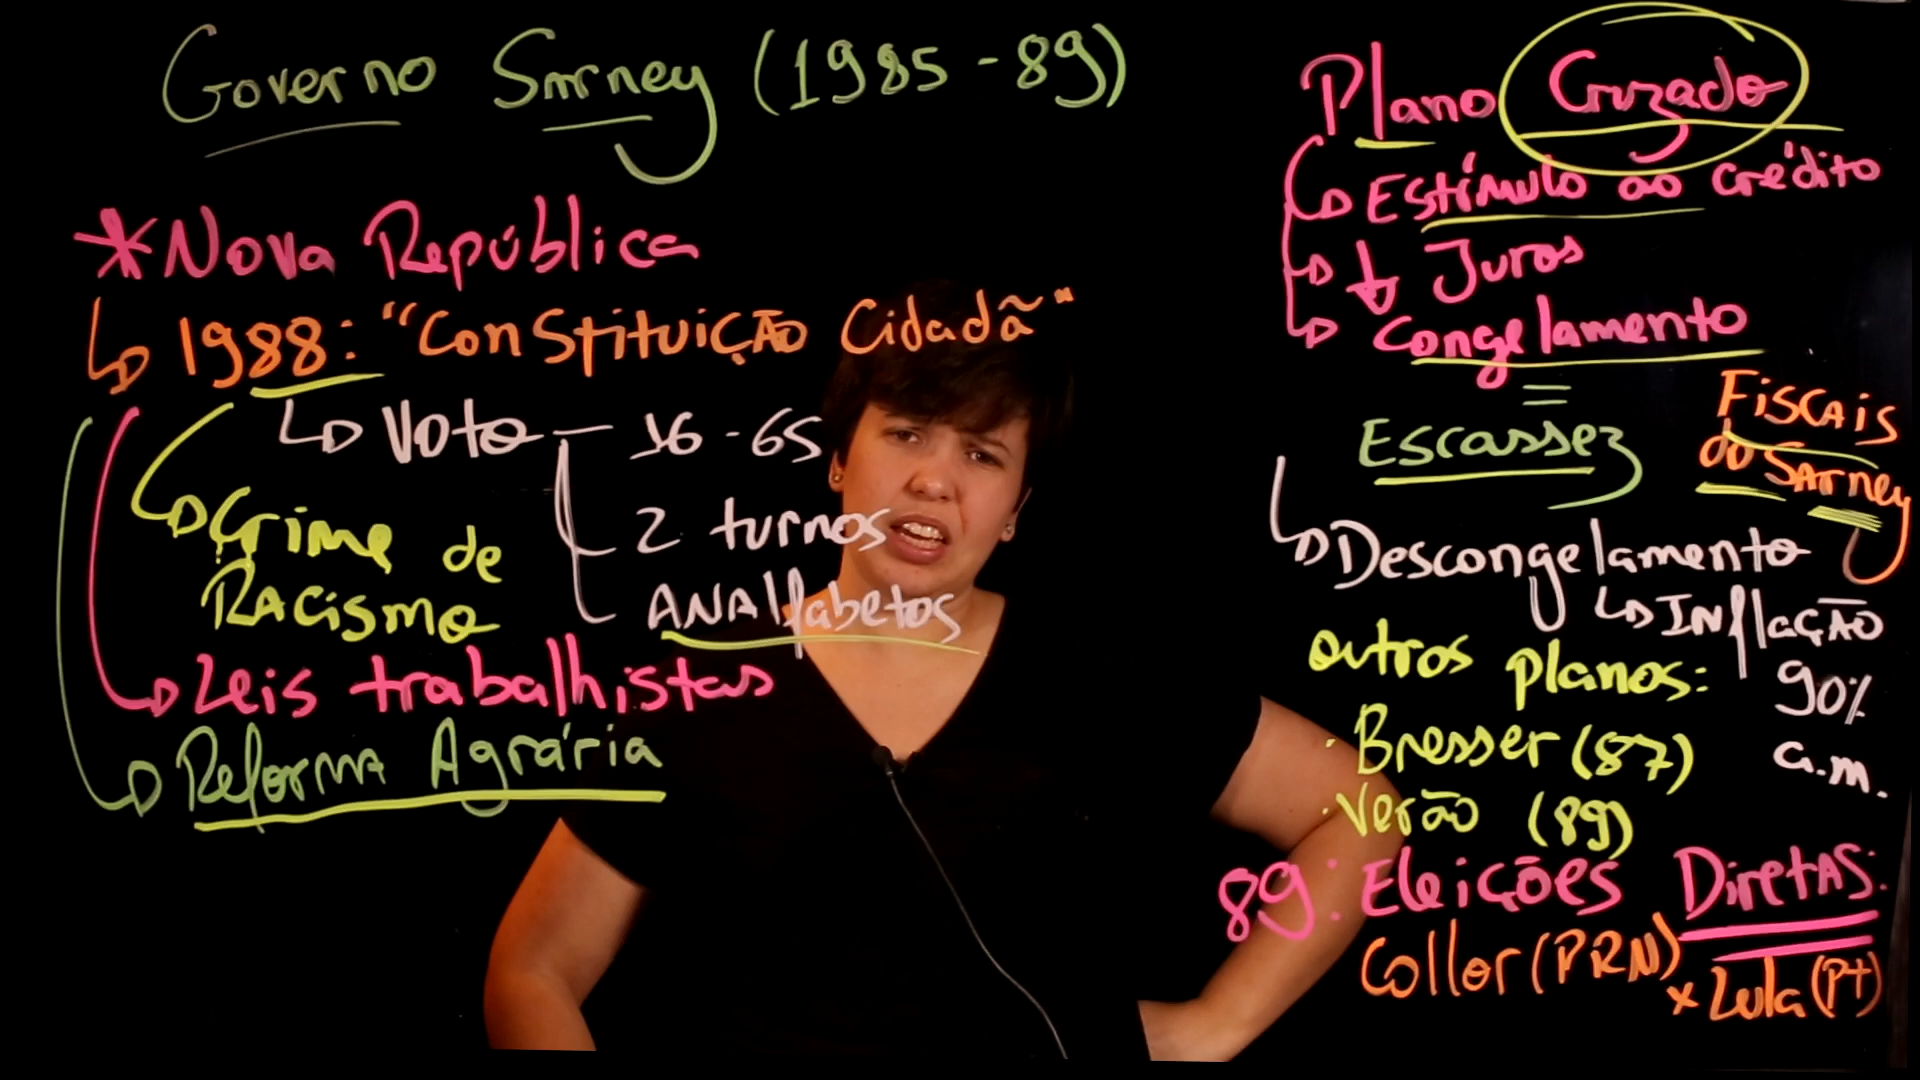 Governo Sarney (1985-89)
*Nova República
1988: "Constituição Cidadã"
Voto - 16-65
2 turnos
Analfabetos
Crime de
Racismo
Leis trabalhistas
Reforma Agrária
Plano Cruzado
Estímulo ao crédito
↓ Juros
Congelamento
=
Escassez
Fiscais
do Sarney
Descongelamento
Inflação
90%
a.m.
outros planos:
· Bresser (87)
· Verão (89)
89: Eleições Diretas:
Collor (PRN)
x Lula (PT)